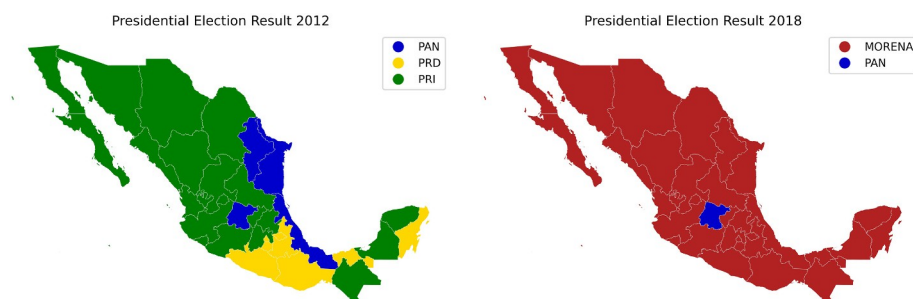 Presidential Election Result 2012
PAN
PRD
PRI
Presidential Election Result 2018
MORENA
PAN